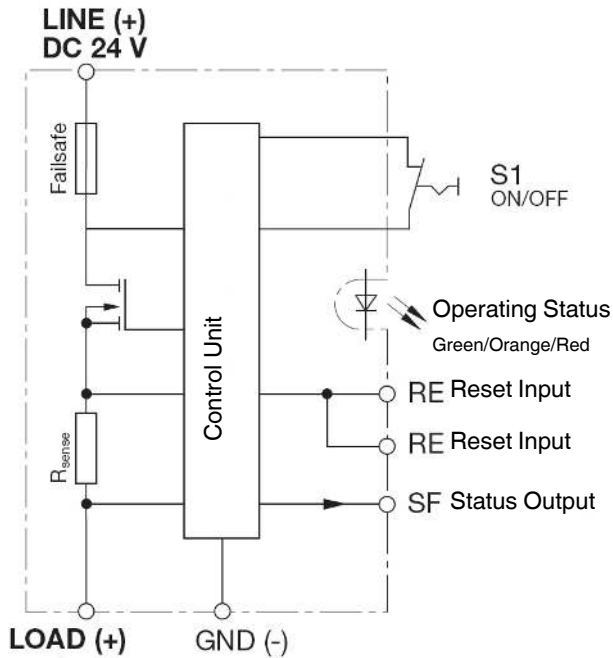 LINE (+)
DC 24 V
Failsafe
S1
ON/OFF
Control Unit
Operating Status
Green/Orange/Red
RE Reset Input
RE Reset Input
Rsense
SF Status Output
LOAD (+)
GND (-)